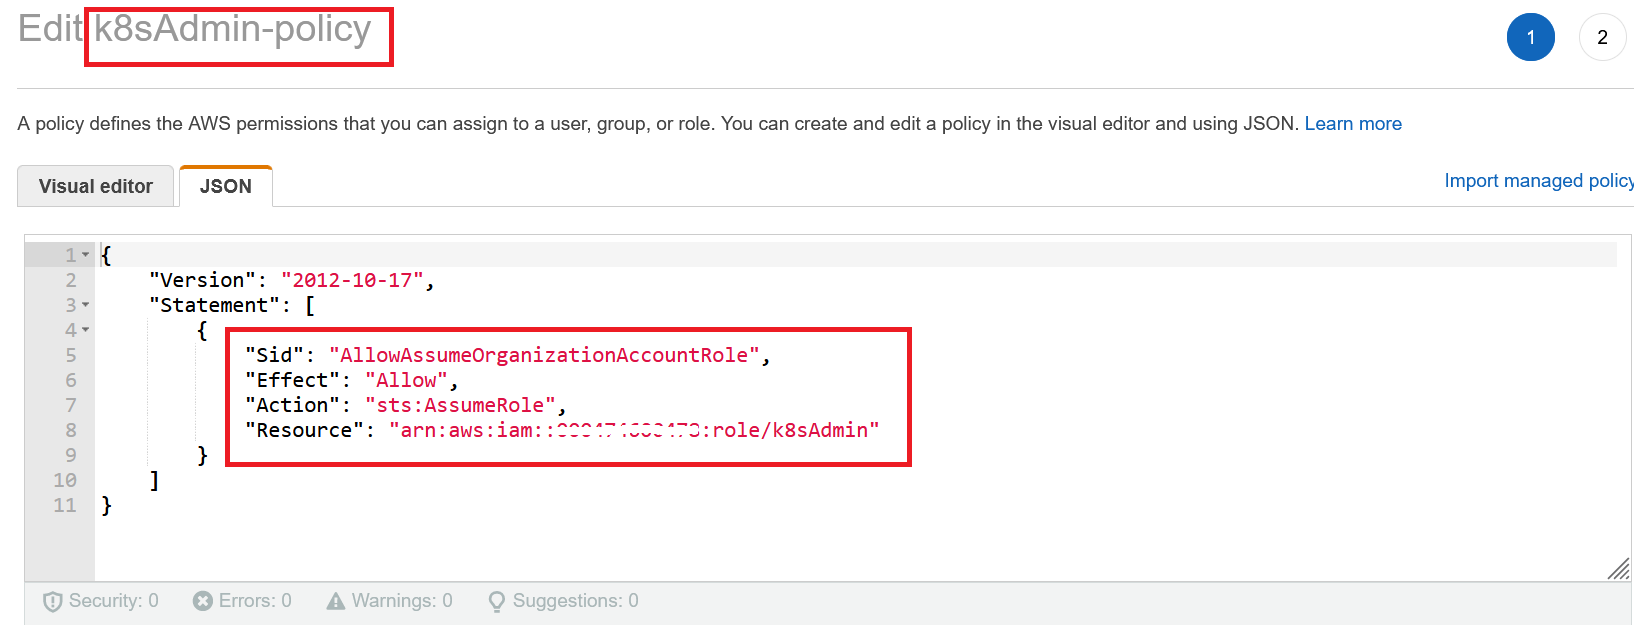 Edit k8sAdmin-policy
1 2
A policy defines the AWS permissions that you can assign to a user, group, or role. You can create and edit a policy in the visual editor and using JSON. Learn more
Visual editor JSON
Import managed policy
1 {
2 "Version": "2012-10-17",
3 "Statement": [
4 {
5 "Sid": "AllowAssumeOrganizationAccountRole",
6 "Effect": "Allow",
7 "Action": "sts:AssumeRole",
8 "Resource": "arn:aws:iam:: :role/k8sAdmin"
9 }
10 ]
11 }
Security: 0 Errors: 0 Warnings: 0 Suggestions: 0